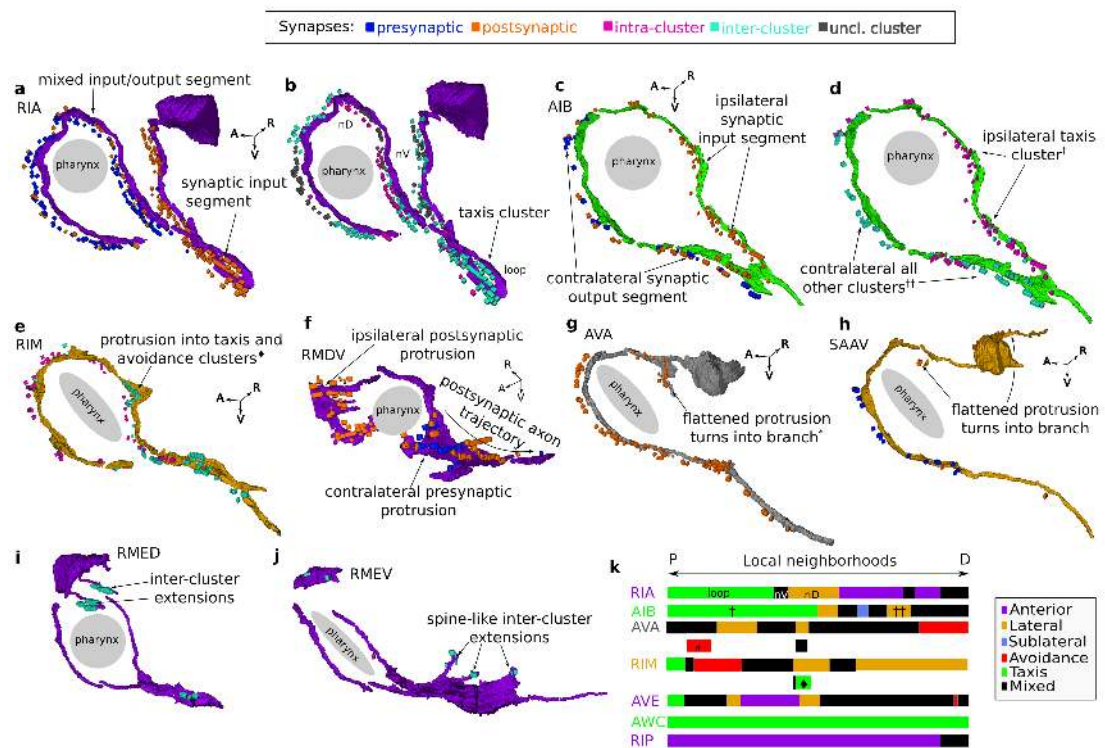 Synapses: presynaptic postsynaptic intra-cluster inter-cluster uncl. cluster
a
RIA
mixed input/output segment
A
R
V
pharynx
synaptic input
segment
b
nD
nV
pharynx
taxis cluster
loop
c
AIB
A
R
V
ipsilateral
synaptic
input segment
pharynx
contralateral synaptic
output segment
d
pharynx
ipsilateral taxis
cluster†
contralateral all
other clusters††
e
RIM
protrusion into taxis and
avoidance clusters♦
A
R
V
pharynx
f
RMDV
ipsilateral postsynaptic
protrusion
A
R
V
pharynx
postsynaptic axon
trajectory
contralateral presynaptic
protrusion
g
AVA
A
R
V
pharynx
flattened protrusion
turns into branch^
h
SAAV
A
R
V
pharynx
flattened protrusion
turns into branch
i
RMED
inter-cluster
extensions
pharynx
j
RMEV
pharynx
spine-like inter-cluster
extensions
k
P Local neighborhoods D
RIA loop nV nD
AIB † ††
AVA
RIM
♦
AVE
AWC
RIP
Anterior
Lateral
Sublateral
Avoidance
Taxis
Mixed